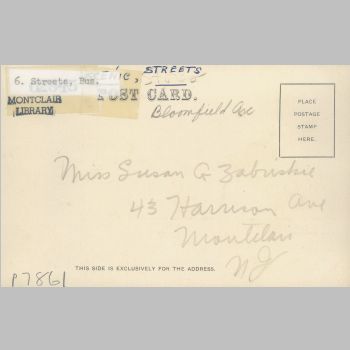 6. Streets, Bus.
STREETS
MONTCLAIR
LIBRARY
POST CARD.
Bloomfield Ave
PLACE
POSTAGE
STAMP
HERE.
Miss Susan G Zabriskie
43 Harrison Ave
Montclair
NJ
THIS SIDE IS EXCLUSIVELY FOR THE ADDRESS.
P7861